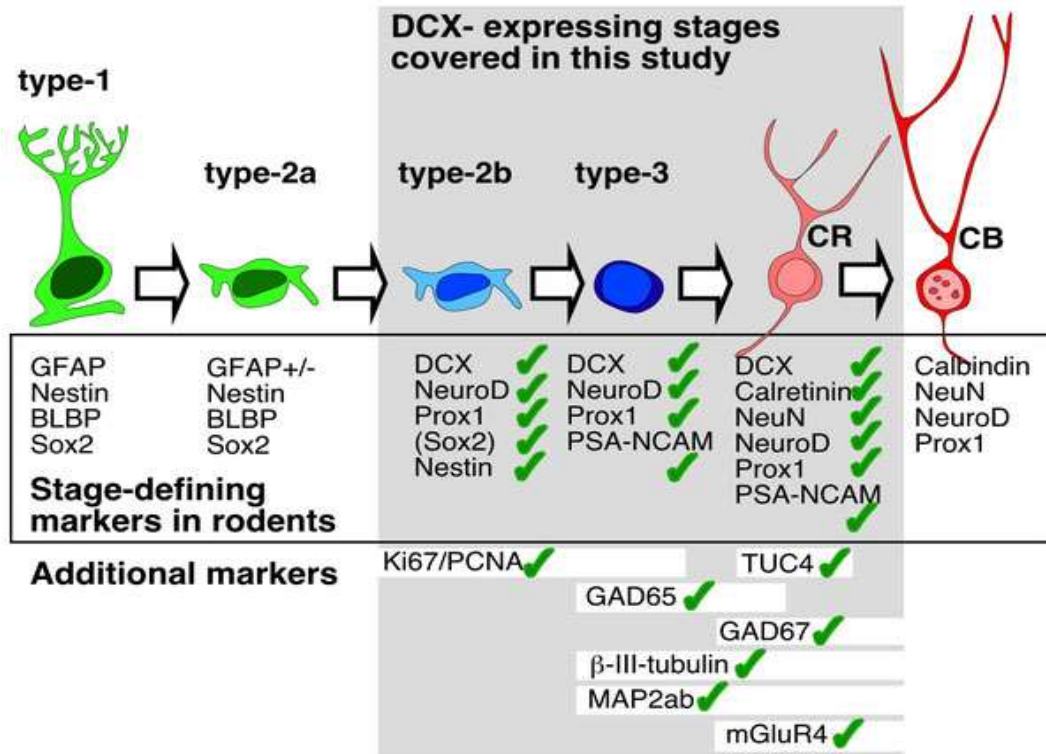 DCX- expressing stages
covered in this study
type-1
type-2a
type-2b
type-3
CR
CB
GFAP
Nestin
BLBP
Sox2
GFAP+/-
Nestin
BLBP
Sox2
DCX
NeuroD
Prox1
(Sox2)
Nestin
DCX
NeuroD
Prox1
PSA-NCAM
DCX
Calretinin
NeuN
NeuroD
Prox1
PSA-NCAM
Calbindin
NeuN
NeuroD
Prox1
Stage-defining
markers in rodents
Additional markers
Ki67/PCNA
TUC4
GAD65
GAD67
β-III-tubulin
MAP2ab
mGluR4